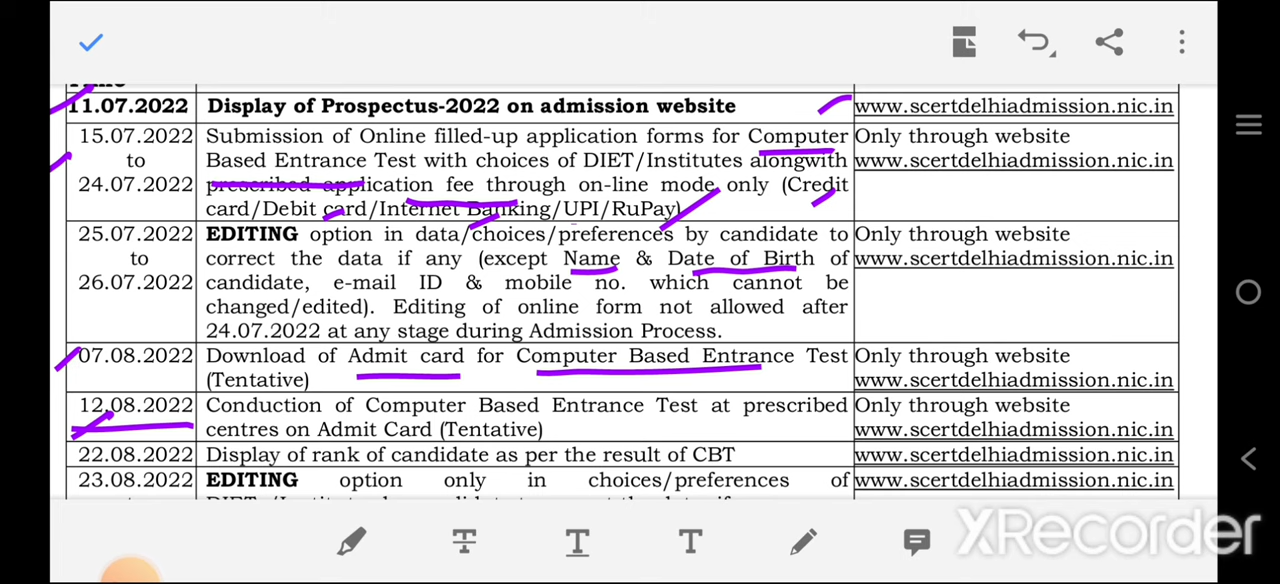 11.07.2022 Display of Prospectus-2022 on admission website www.scertdelhiadmission.nic.in
15.07.2022 Submission of Online filled-up application forms for Computer Only through website
to Based Entrance Test with choices of DIET/Institutes alongwith www.scertdelhiadmission.nic.in
24.07.2022 prescribed application fee through on-line mode only (Credit
card/Debit card/Internet Banking/UPI/RuPay)
25.07.2022 EDITING option in data/choices/preferences by candidate to Only through website
to correct the data if any (except Name & Date of Birth of www.scertdelhiadmission.nic.in
26.07.2022 candidate, e-mail ID & mobile no. which cannot be
changed/edited). Editing of online form not allowed after
24.07.2022 at any stage during Admission Process.
07.08.2022 Download of Admit card for Computer Based Entrance Test Only through website
(Tentative) www.scertdelhiadmission.nic.in
12.08.2022 Conduction of Computer Based Entrance Test at prescribed Only through website
centres on Admit Card (Tentative) www.scertdelhiadmission.nic.in
22.08.2022 Display of rank of candidate as per the result of CBT www.scertdelhiadmission.nic.in
23.08.2022 EDITING option only in choices/preferences of www.scertdelhiadmission.nic.in
T T T
XRecorder